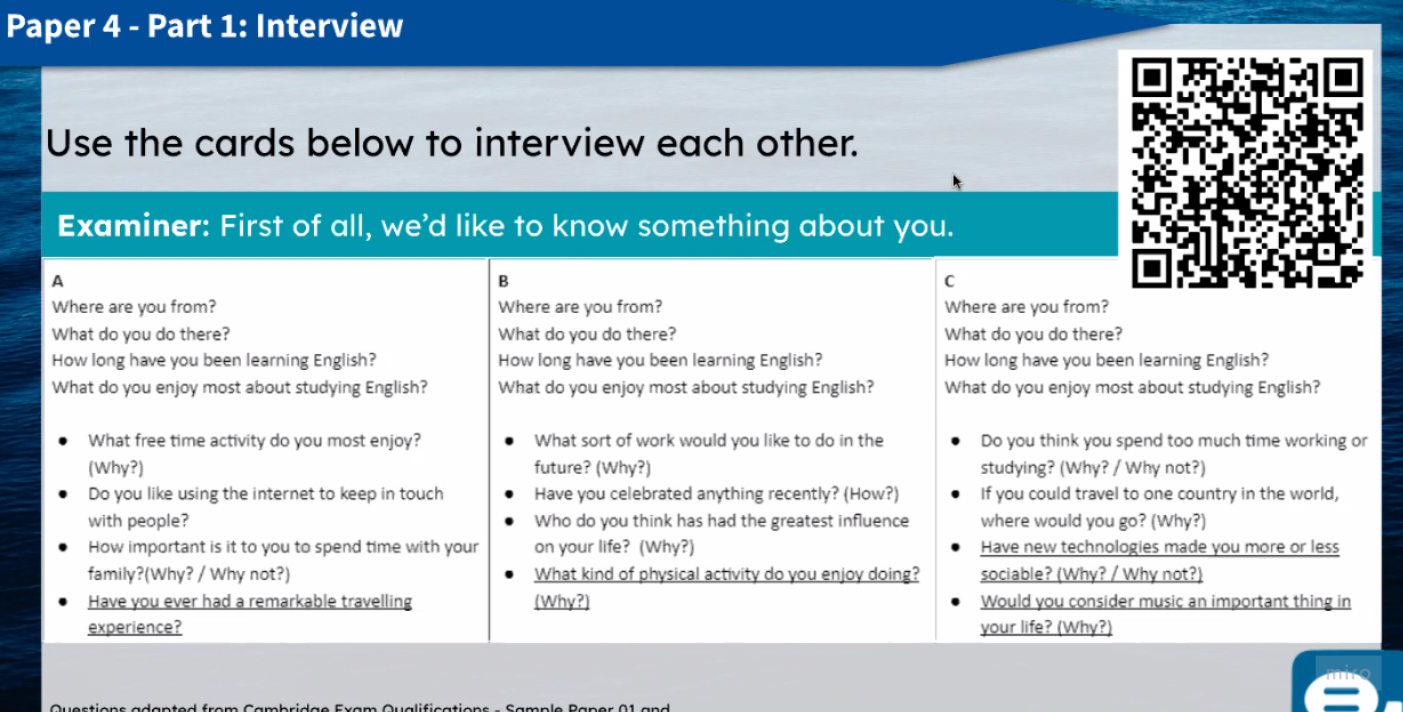 Paper 4 - Part 1: Interview
Use the cards below to interview each other.
Examiner: First of all, we'd like to know something about you.
A
Where are you from?
What do you do there?
How long have you been learning English?
What do you enjoy most about studying English?
● What free time activity do you most enjoy?
(Why?)
● Do you like using the internet to keep in touch
with people?
● How important is it to you to spend time with your
family?(Why? / Why not?)
● Have you ever had a remarkable travelling
experience?
B
Where are you from?
What do you do there?
How long have you been learning English?
What do you enjoy most about studying English?
● What sort of work would you like to do in the
future? (Why?)
● Have you celebrated anything recently? (How?)
● Who do you think has had the greatest influence
on your life?  (Why?)
● What kind of physical activity do you enjoy doing?
(Why?)
C
Where are you from?
What do you do there?
How long have you been learning English?
What do you enjoy most about studying English?
● Do you think you spend too much time working or
studying? (Why? / Why not?)
● If you could travel to one country in the world,
where would you go? (Why?)
● Have new technologies made you more or less
sociable? (Why? / Why not?)
● Would you consider music an important thing in
your life? (Why?)
Questions adapted from Cambridge Exam Qualifications - Sample Paper 01 and
miro